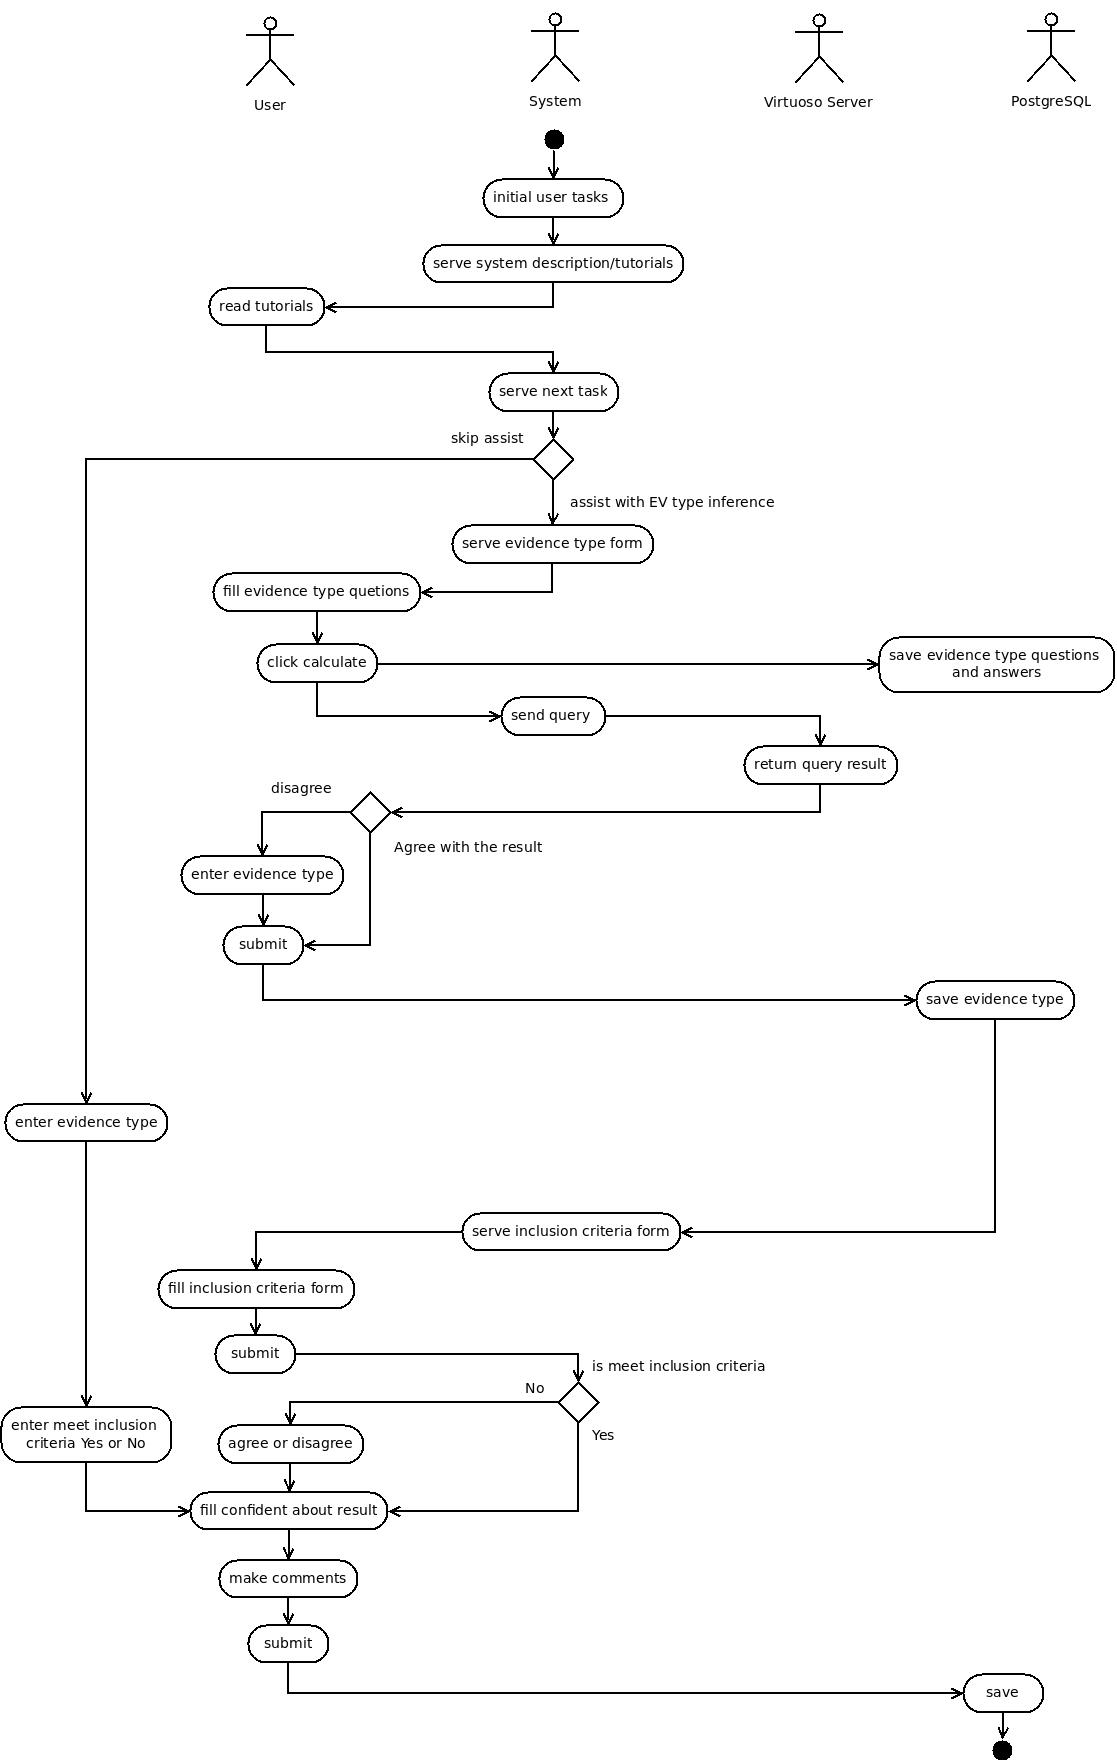 User
System
Virtuoso Server
PostgreSQL
initial user tasks
serve system description/tutorials
read tutorials
serve next task
skip assist
assist with EV type inference
serve evidence type form
fill evidence type quetions
click calculate
save evidence type questions
and answers
send query
return query result
disagree
Agree with the result
enter evidence type
submit
save evidence type
enter evidence type
serve inclusion criteria form
fill inclusion criteria form
submit
is meet inclusion criteria
No
Yes
enter meet inclusion
criteria Yes or No
agree or disagree
fill confident about result
make comments
submit
save